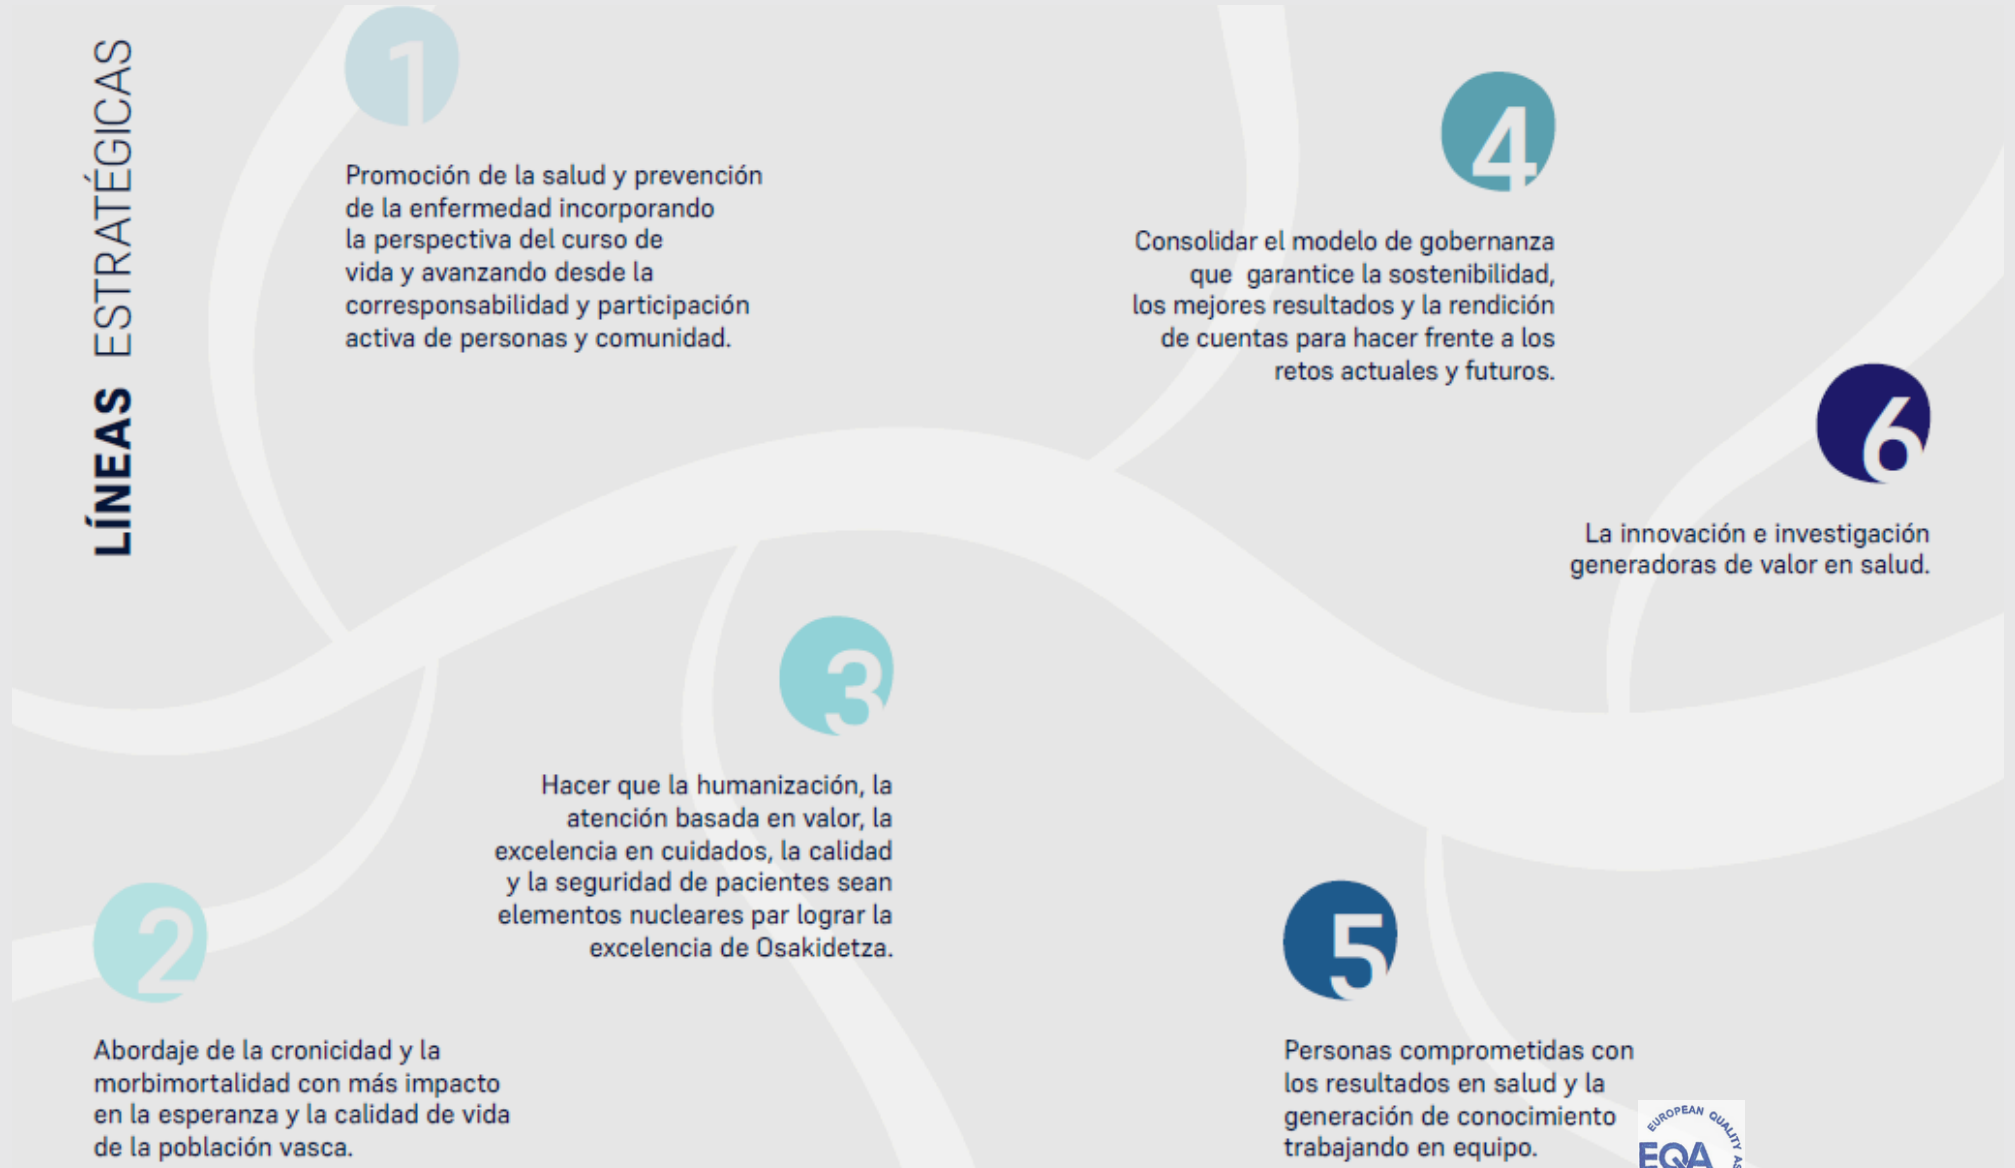 LÍNEAS ESTRATÉGICAS
1
Promoción de la salud y prevención
de la enfermedad incorporando
la perspectiva del curso de
vida y avanzando desde la
corresponsabilidad y participación
activa de personas y comunidad.
2
Abordaje de la cronicidad y la
morbimortalidad con más impacto
en la esperanza y la calidad de vida
de la población vasca.
3
Hacer que la humanización, la
atención basada en valor, la
excelencia en cuidados, la calidad
y la seguridad de pacientes sean
elementos nucleares par lograr la
excelencia de Osakidetza.
4
Consolidar el modelo de gobernanza
que garantice la sostenibilidad,
los mejores resultados y la rendición
de cuentas para hacer frente a los
retos actuales y futuros.
5
Personas comprometidas con
los resultados en salud y la
generación de conocimiento
trabajando en equipo.
6
La innovación e investigación
generadoras de valor en salud.
EUROPEAN QUALITY
EQA